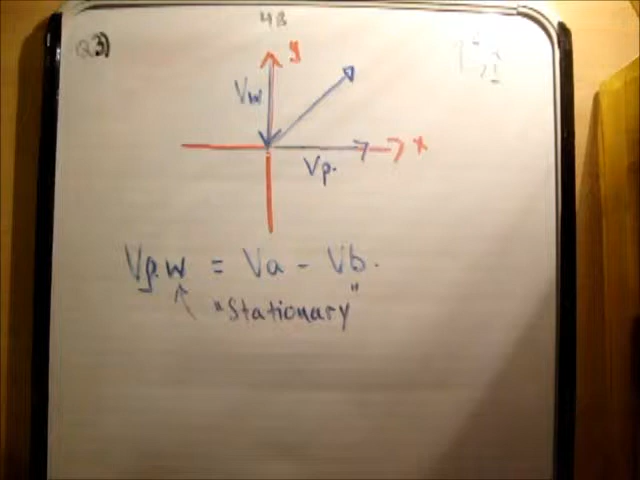 Q3)
48
y
Vw
x
Vp.
Vp.w = Va - Vb.
"Stationary"